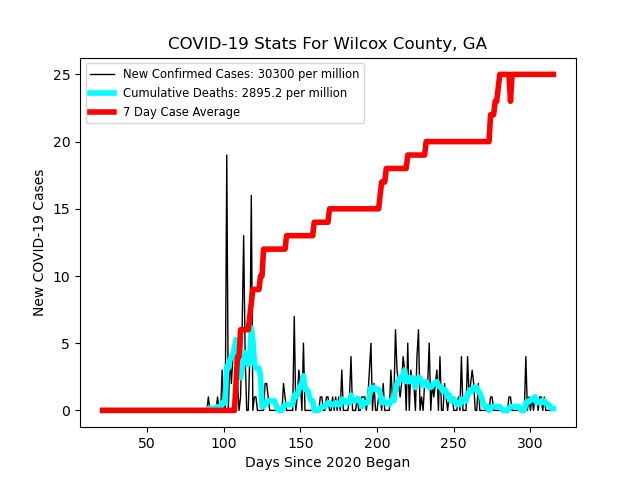 COVID-19 Stats For Wilcox County, GA
New Confirmed Cases: 30300 per million
Cumulative Deaths: 2895.2 per million
7 Day Case Average
New COVID-19 Cases
25
20
15
10
5
0
50 100 150 200 250 300
Days Since 2020 Began